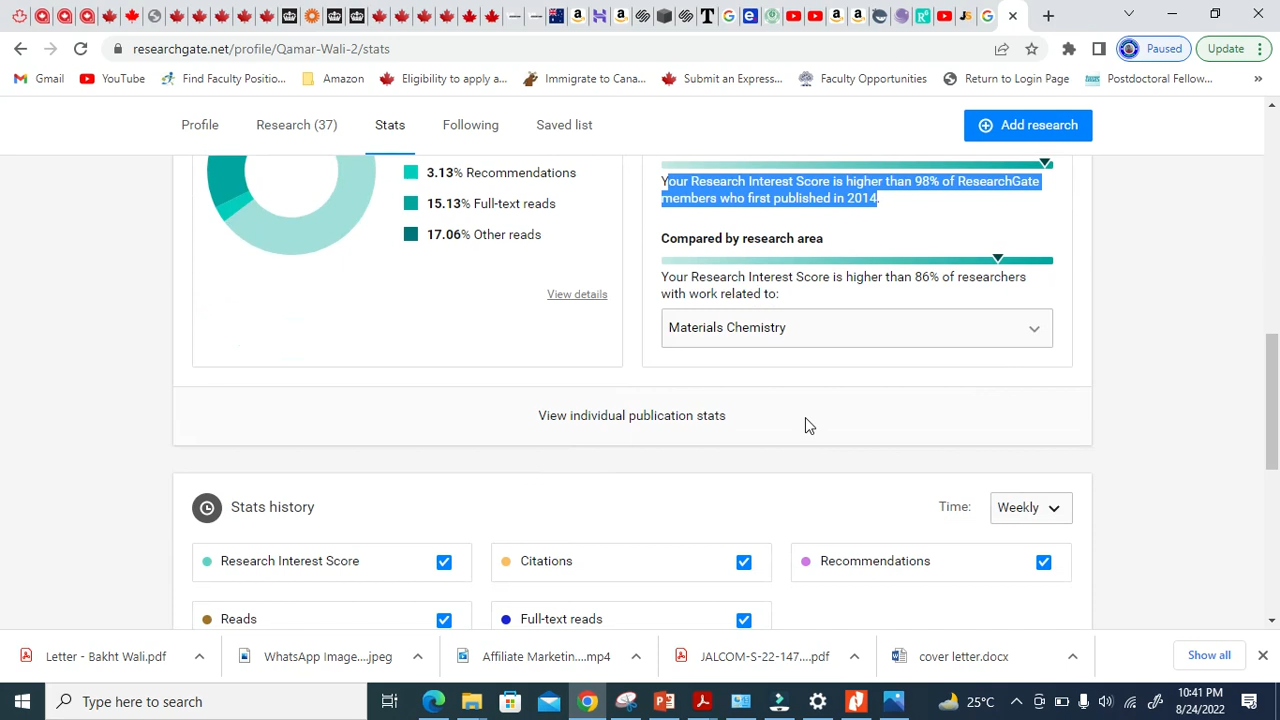 researchgate.net/profile/Qamar-Wali-2/stats
Paused
Update
Gmail
YouTube
Find Faculty Positio...
Amazon
Eligibility to apply a...
Immigrate to Cana...
Submit an Express...
Faculty Opportunities
Return to Login Page
Postdoctoral Fellow...
»
Profile
Research (37)
Stats
Following
Saved list
Add research
3.13% Recommendations
15.13% Full-text reads
17.06% Other reads
View details
Your Research Interest Score is higher than 98% of ResearchGate
members who first published in 2014.
Compared by research area
Your Research Interest Score is higher than 86% of researchers
with work related to:
Materials Chemistry
View individual publication stats
Stats history
Time:
Weekly
Research Interest Score
Citations
Recommendations
Reads
Full-text reads
Letter - Bakht Wali.pdf
WhatsApp Image....jpeg
Affiliate Marketin....mp4
JALCOM-S-22-147....pdf
cover letter.docx
Show all
Type here to search
25°C
10:41 PM
8/24/2022